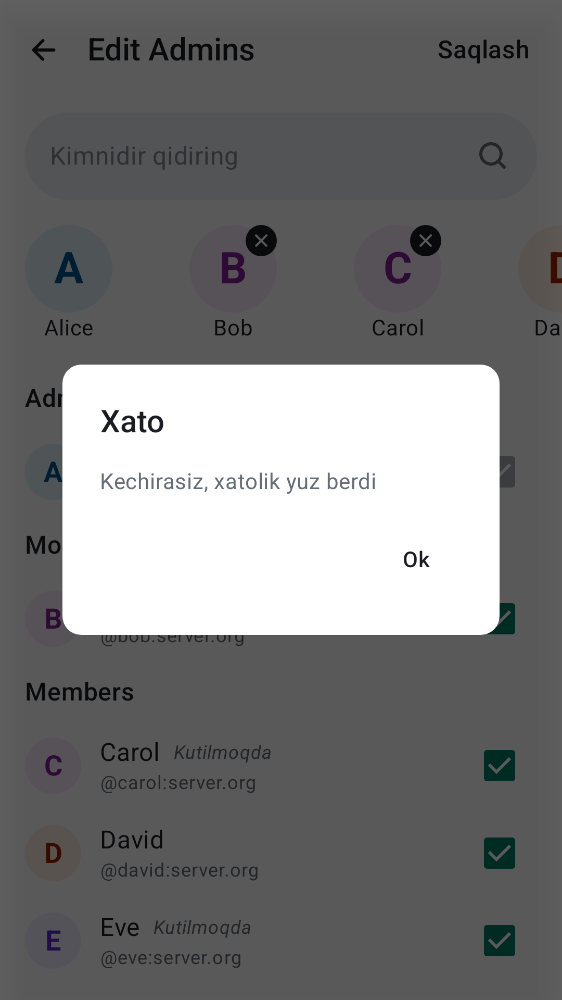 Edit Admins
Saqlash
Kimnidir qidiring
A
B
C
Alice
Bob
Carol
Da
Xato
Kechirasiz, xatolik yuz berdi
Ok
A
Mo
B
@bob:server.org
Members
C
Carol Kutilmoqda
@carol:server.org
D
David
@david:server.org
E
Eve Kutilmoqda
@eve:server.org